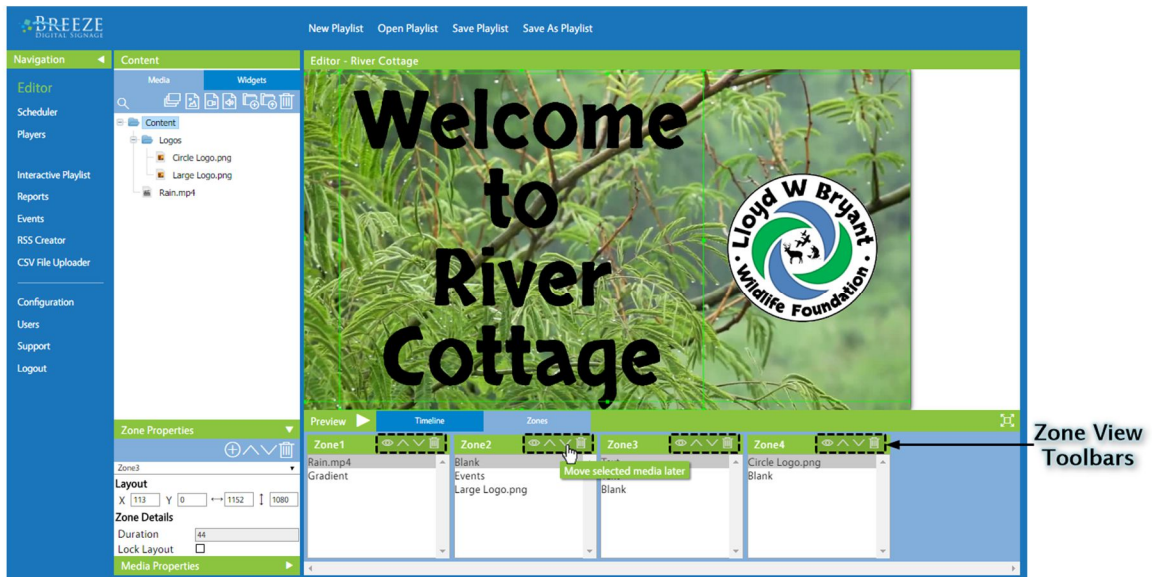 BREEZE
DIGITAL SIGNAGE
New Playlist Open Playlist Save Playlist Save As Playlist
Navigation
Editor
Scheduler
Players
Interactive Playlist
Reports
Events
RSS Creator
CSV File Uploader
Configuration
Users
Support
Logout
Content
Media Widgets
Content
Logos
Circle Logo.png
Large Logo.png
Rain.mp4
Zone Properties
Zone3
Layout
X 113 Y 0 1152 1080
Zone Details
Duration 44
Lock Layout
Media Properties
Editor - River Cottage
Welcome
to
River
Cottage
Lloyd W Bryant
Wildlife Foundation
Preview Timeline Zones
Zone1 Zone2 Zone3 Zone4
Rain.mp4
Gradient
Blank
Events
Large Logo.png
Move selected media later
Blank
Circle Logo.png
Blank
Zone View
Toolbars